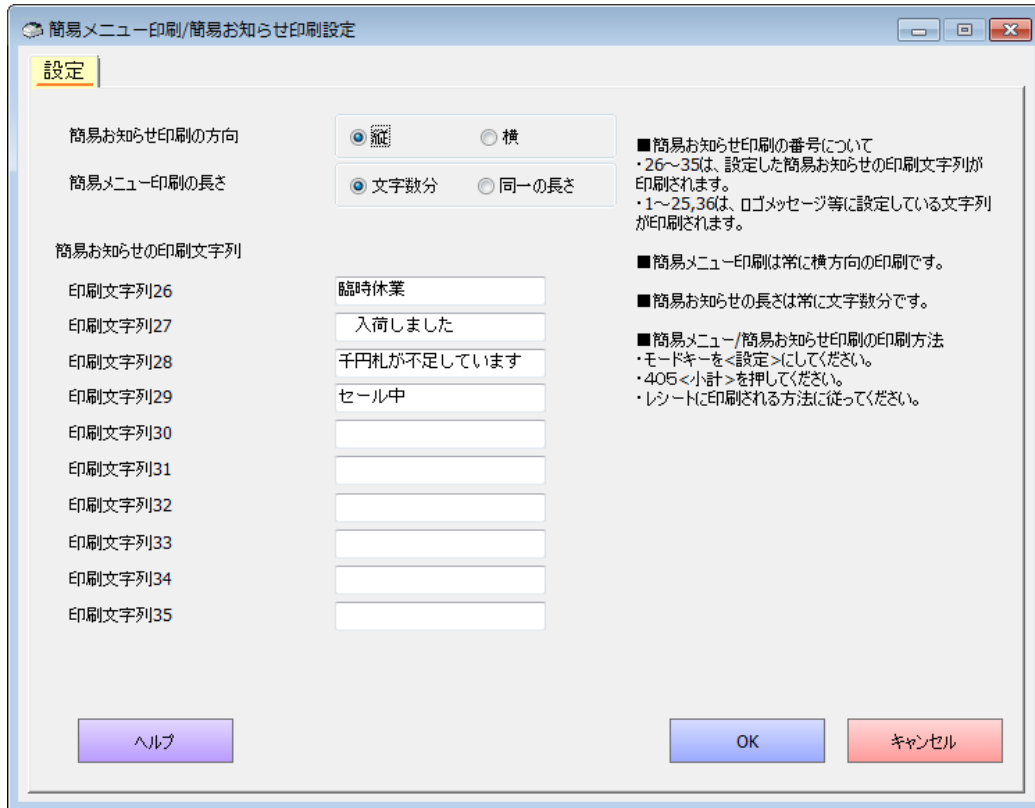 簡易メニュー印刷/簡易お知らせ印刷設定
設定
簡易お知らせ印刷の方向
縦 横
簡易メニュー印刷の長さ
文字数分 同一の長さ
簡易お知らせの印刷文字列
印刷文字列26 臨時休業
印刷文字列27 入荷しました
印刷文字列28 千円札が不足しています
印刷文字列29 セール中
印刷文字列30
印刷文字列31
印刷文字列32
印刷文字列33
印刷文字列34
印刷文字列35
■簡易お知らせ印刷の番号について
・26～35は、設定した簡易お知らせの印刷文字列が
印刷されます。
・1～25,36は、ロゴメッセージ等に設定している文字列
が印刷されます。
■簡易メニュー印刷は常に横方向の印刷です。
■簡易お知らせの長さは常に文字数分です。
■簡易メニュー/簡易お知らせ印刷の印刷方法
・モードキーを<設定>にしてください。
・405<小計>を押してください。
・レシートに印刷される方法に従ってください。
ヘルプ
OK
キャンセル